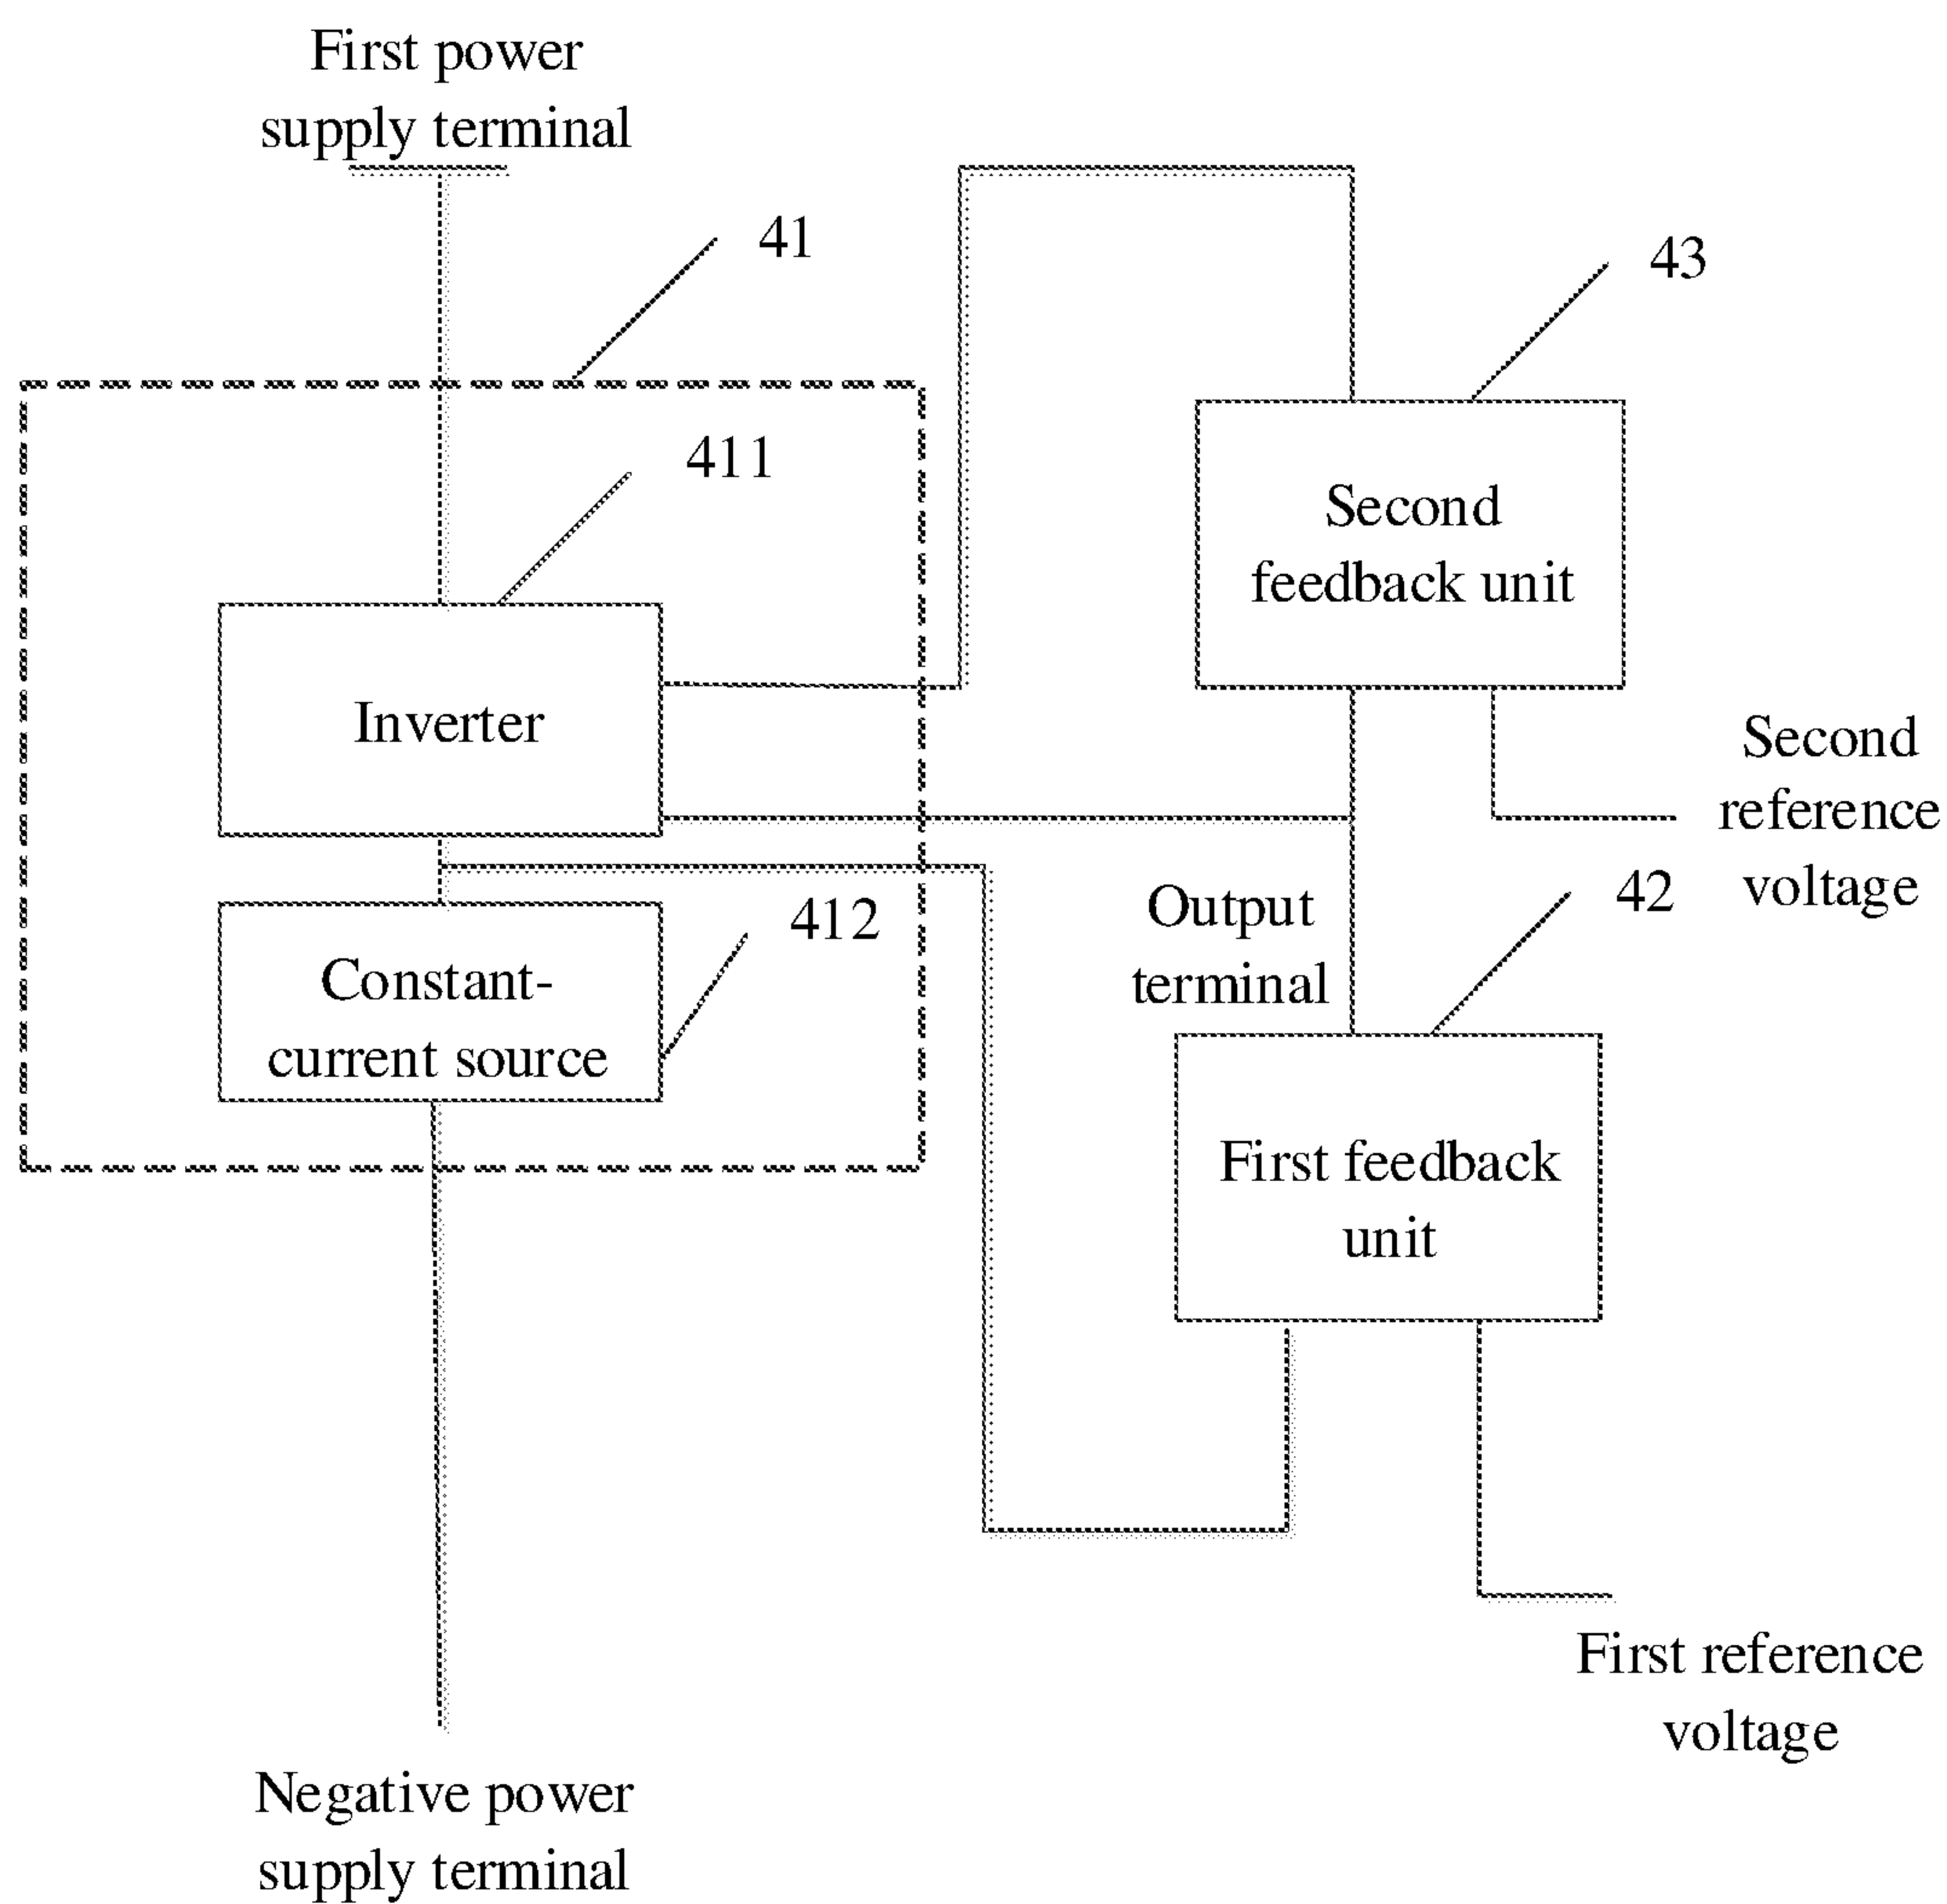 First power
supply terminal
41
43
411
Second
feedback unit
Inverter
Second
reference
voltage
412
Output
terminal
42
Constant-
current source
First feedback
unit
First reference
voltage
Negative power
supply terminal